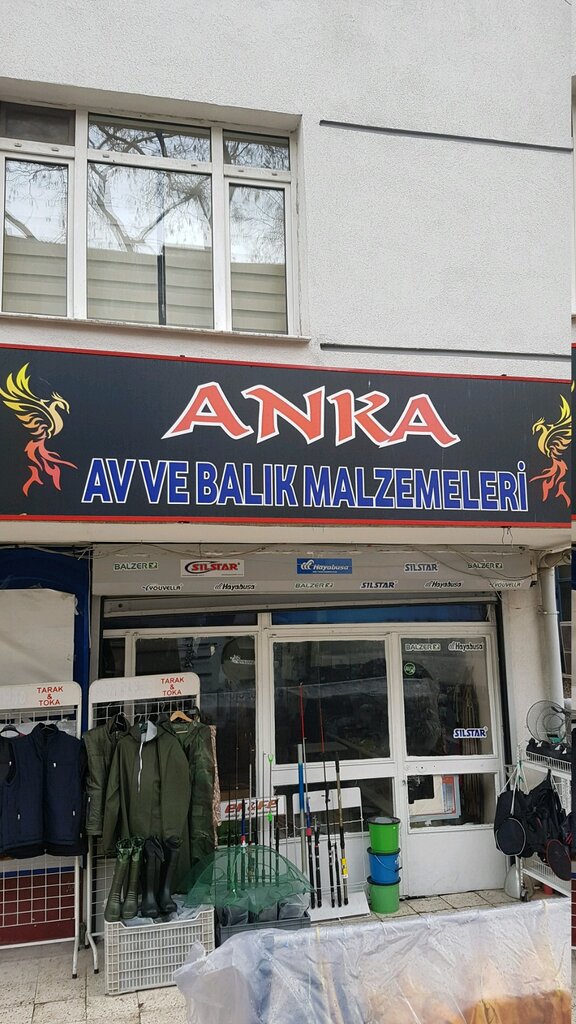 ANKA
AV VE BALIK MALZEMELERİ
BALZER SILSTAR Hayabusa SILSTAR BALZER
YOUVELLA Hayabusa BALZER SILSTAR Hayabusa YOUVELLA
BALZER Hayabusa
TARAK & TOKA
TARAK & TOKA
SILSTAR